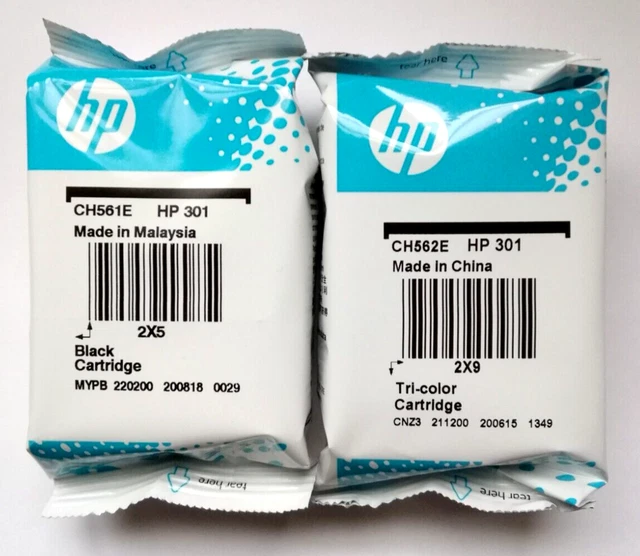 hp
CH561E HP 301
Made in Malaysia
2X5
Black
Cartridge
MYPB 220200 200818 0029
tear here
tear here
hp
CH562E HP 301
Made in China
2X9
Tri-color
Cartridge
CNZ3 211200 200615 1349
tear here
tear here